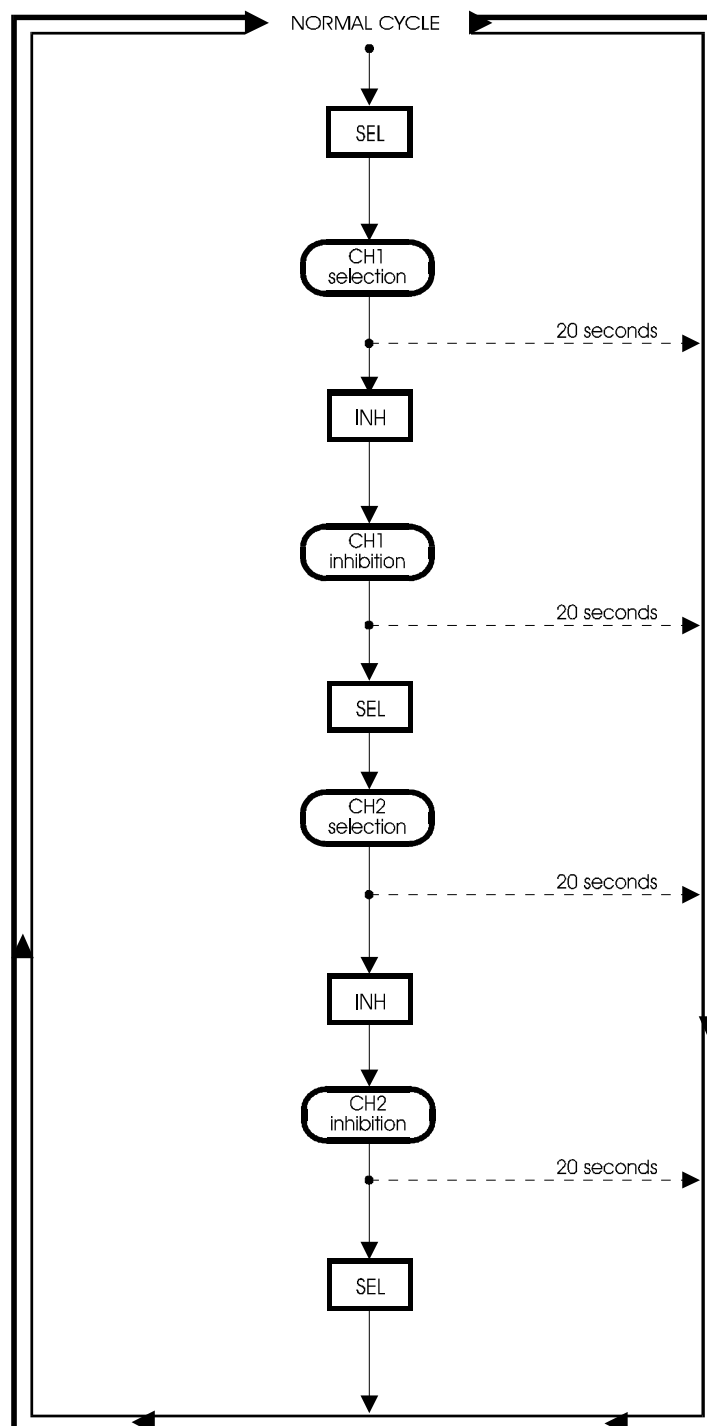 NORMAL CYCLE
SEL
CH1
selection
20 seconds
INH
CH1
inhibition
20 seconds
SEL
CH2
selection
20 seconds
INH
CH2
inhibition
20 seconds
SEL